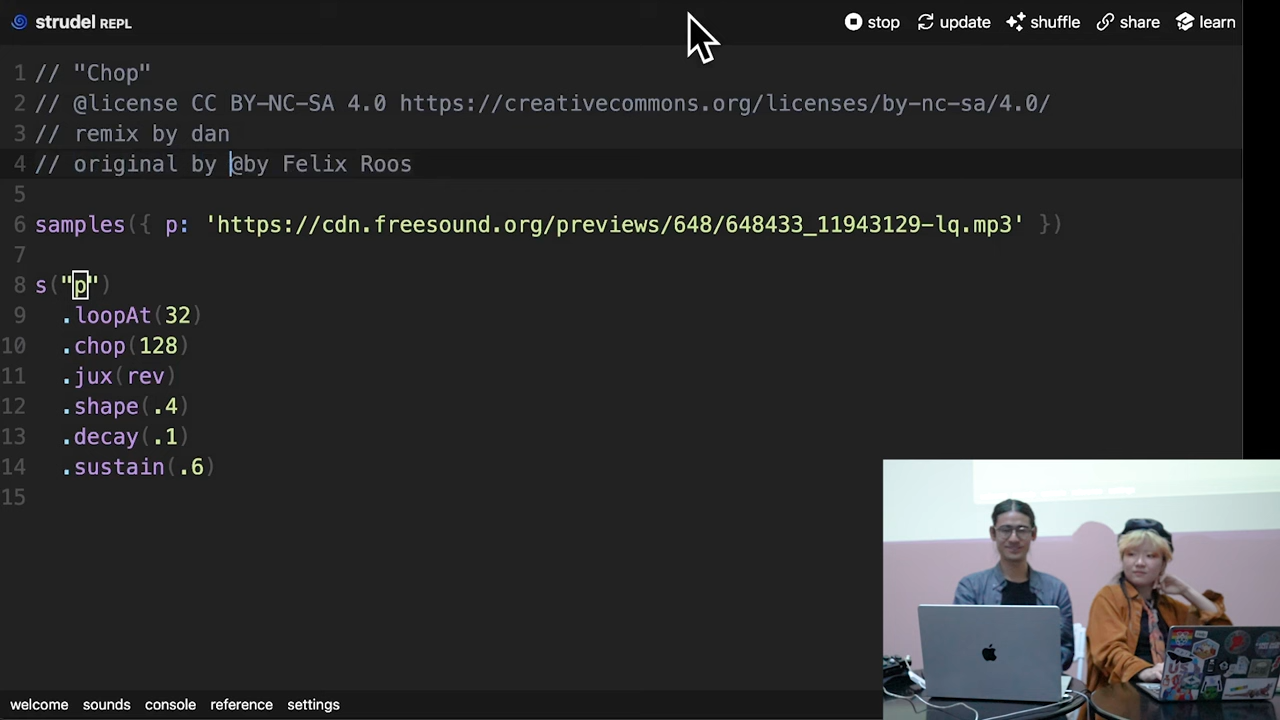 strudel REPL
stop update shuffle share learn
1 // "Chop"
2 // @license CC BY-NC-SA 4.0 https://creativecommons.org/licenses/by-nc-sa/4.0/
3 // remix by dan
4 // original by @by Felix Roos
5
6 samples({ p: 'https://cdn.freesound.org/previews/648/648433_11943129-lq.mp3' })
7
8 s("p")
9 .loopAt(32)
10 .chop(128)
11 .jux(rev)
12 .shape(.4)
13 .decay(.1)
14 .sustain(.6)
15
welcome sounds console reference settings